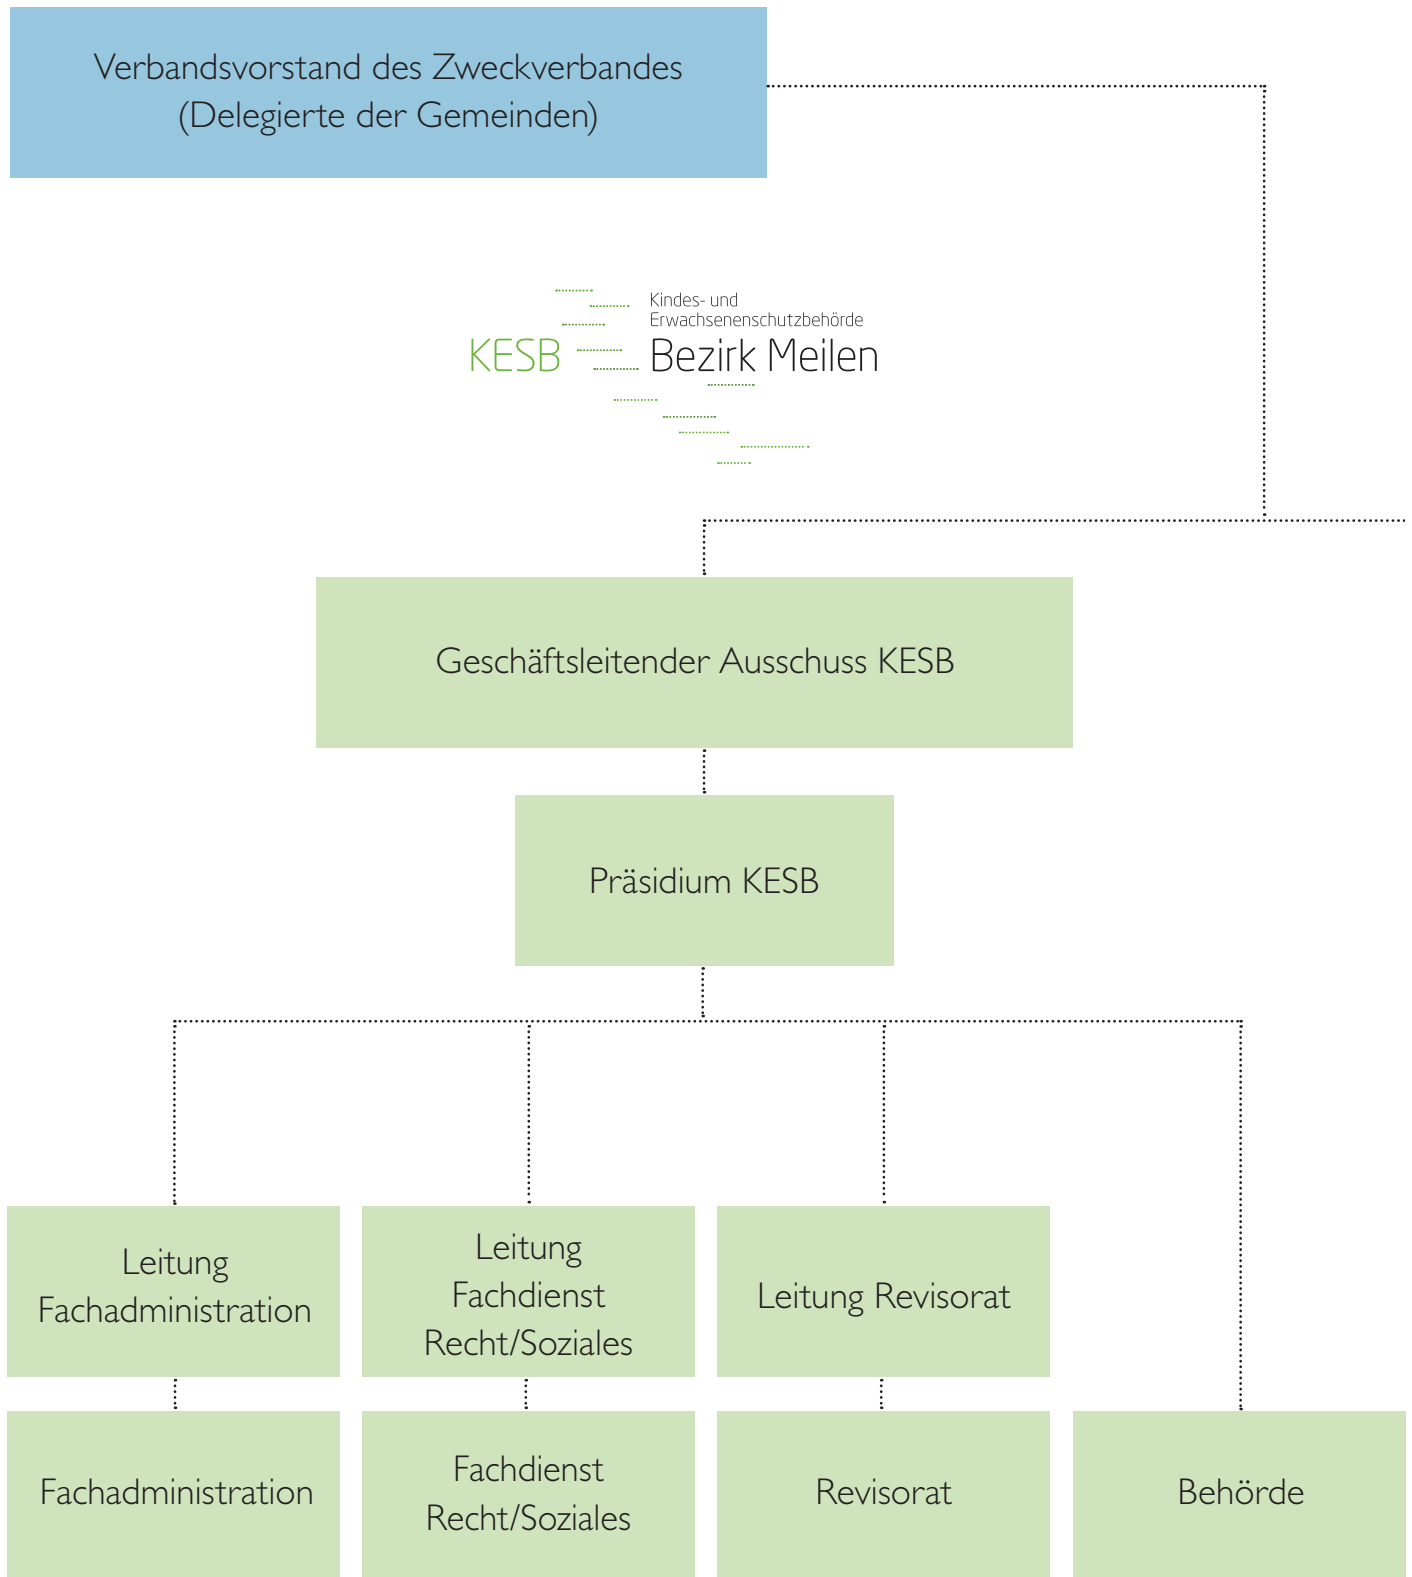 Verbandsvorstand des Zweckverbandes
(Delegierte der Gemeinden)
Kindes- und
Erwachsenenschutzbehörde
KESB
Bezirk Meilen
Geschäftsleitender Ausschuss KESB
Präsidium KESB
Leitung
Fachadministration
Leitung
Fachdienst
Recht/Soziales
Leitung Revisorat
Fachadministration
Fachdienst
Recht/Soziales
Revisorat
Behörde